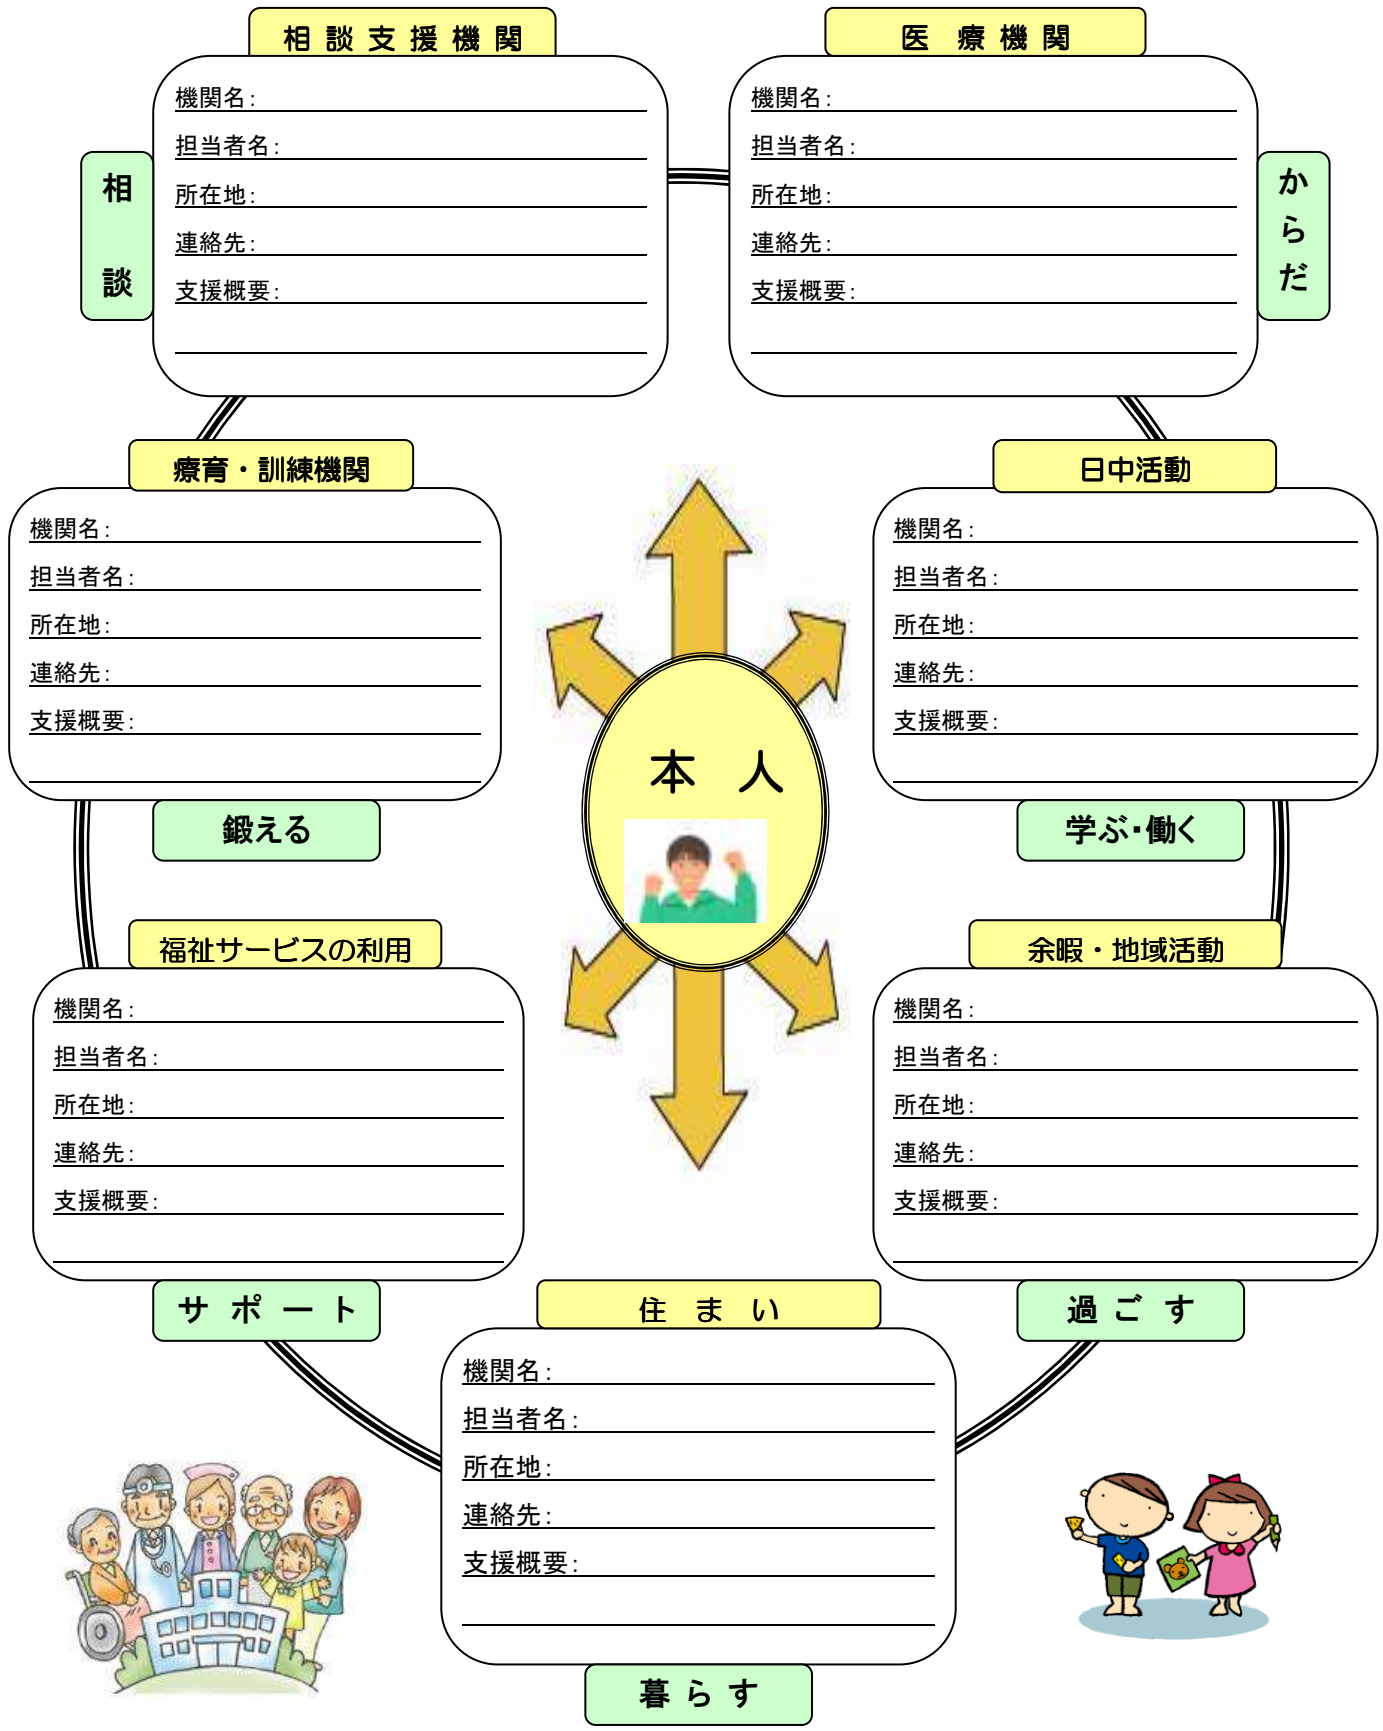 相 談 支 援 機 関
機関名：
担当者名：
所在地：
連絡先：
支援概要：
相談
医　療 機 関
機関名：
担当者名：
所在地：
連絡先：
支援概要：
からだ
療育・訓練機関
機関名：
担当者名：
所在地：
連絡先：
支援概要：
鍛える
日中活動
機関名：
担当者名：
所在地：
連絡先：
支援概要：
学ぶ・働く
本　人
福祉サービスの利用
機関名：
担当者名：
所在地：
連絡先：
支援概要：
サ ポ ー ト
余暇・地域活動
機関名：
担当者名：
所在地：
連絡先：
支援概要：
過 ご す
住　ま　い
機関名：
担当者名：
所在地：
連絡先：
支援概要：
暮 ら す